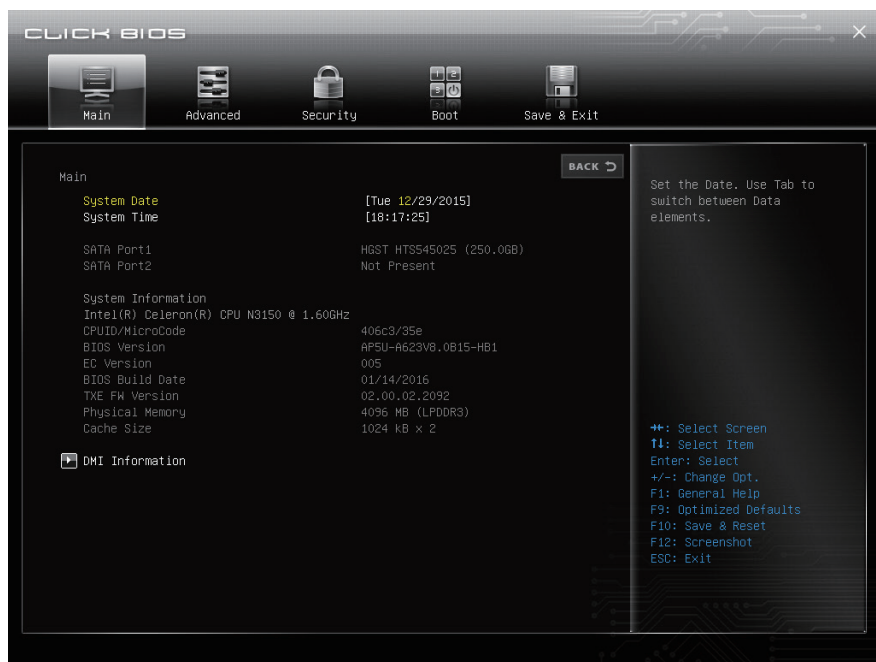 CLICK BIOS
Main Advanced Security Boot Save & Exit
BACK
Main
System Date [Tue 12/29/2015]
System Time [18:17:25]
SATA Port1 HGST HTS545025 (250.0GB)
SATA Port2 Not Present
System Information
Intel(R) Celeron(R) CPU N3150 @ 1.60GHz
CPUID/MicroCode 406c3/35e
BIOS Version AP5U-A623V8.0B15-HB1
EC Version 005
BIOS Build Date 01/14/2016
TXE FW Version 02.00.02.2092
Physical Memory 4096 MB (LPDDR3)
Cache Size 1024 kB x 2
DMI Information
Set the Date. Use Tab to
switch between Data
elements.
→←: Select Screen
↑↓: Select Item
Enter: Select
+/-: Change Opt.
F1: General Help
F9: Optimized Defaults
F10: Save & Reset
F12: Screenshot
ESC: Exit